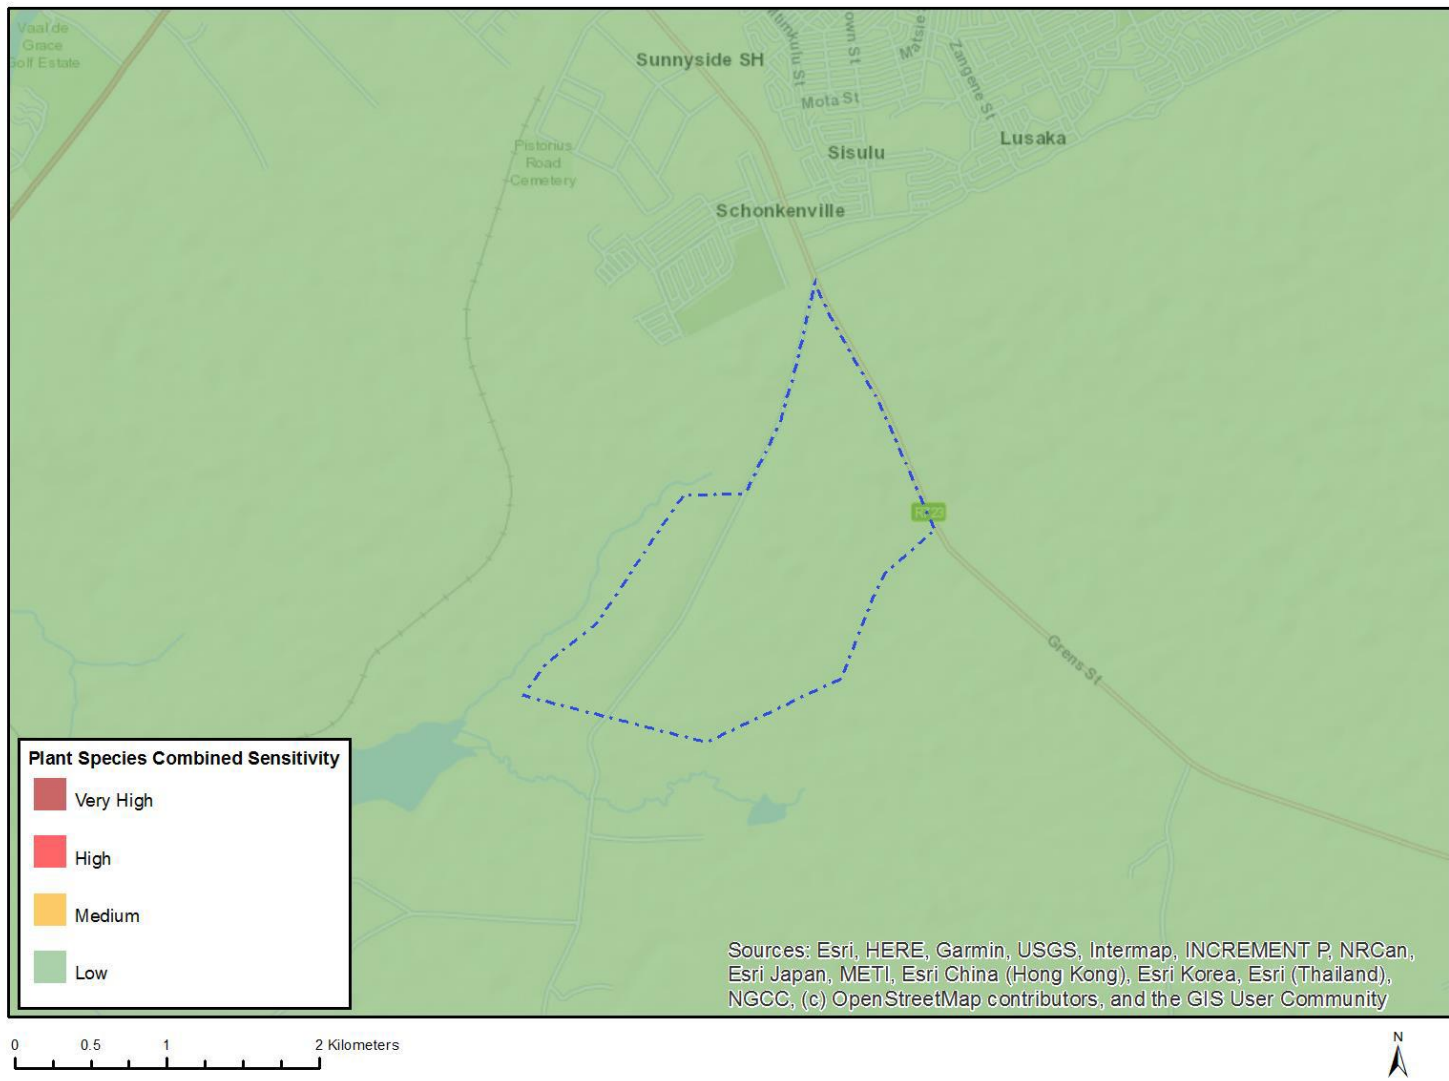 Vaal de
Grace
Golf Estate
Sunnyside SH
Mota St
Matsie
Zangene St
Lusaka
Sisulu
Pistorius
Road
Cemetery
Schonkenville
Grens St
Plant Species Combined Sensitivity
Very High
High
Medium
Low
Sources: Esri, HERE, Garmin, USGS, Intermap, INCREMENT P, NRCan,
Esri Japan, METI, Esri China (Hong Kong), Esri Korea, Esri (Thailand),
NGCC, (c) OpenStreetMap contributors, and the GIS User Community
0 0.5 1 2 Kilometers
N